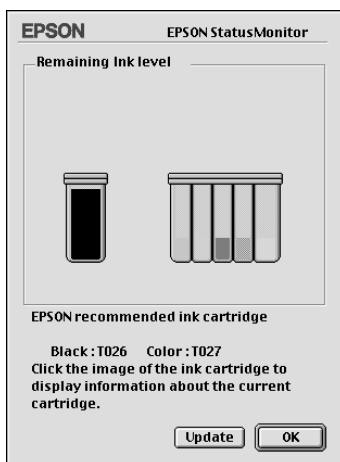 EPSON EPSON StatusMonitor
Remaining Ink level
EPSON recommended ink cartridge
Black : T026 Color : T027
Click the image of the ink cartridge to
display information about the current
cartridge.
Update OK